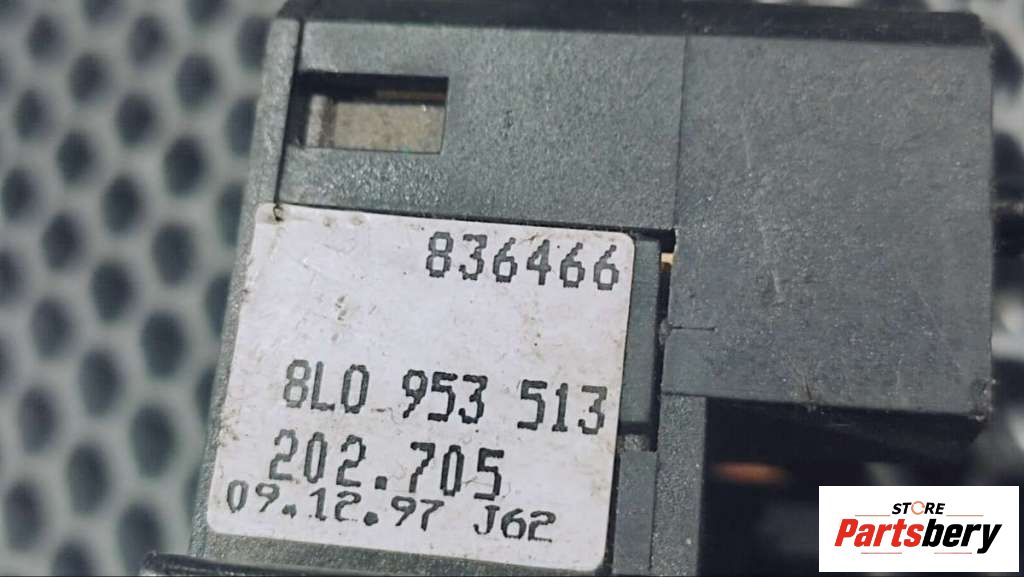 836466
8L0 953 513
202.705
09.12.97 J62
STORE
Partsbery